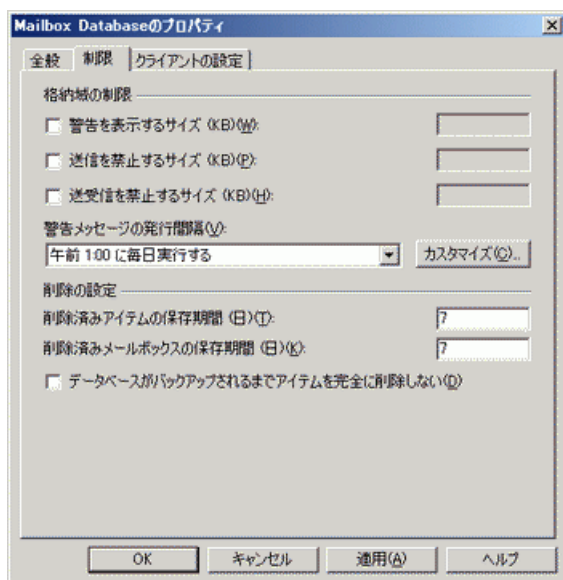 Mailbox Databaseのプロパティ
全般 制限 クライアントの設定
格納域の制限
警告を表示するサイズ (KB)(W):
送信を禁止するサイズ (KB)(P):
送受信を禁止するサイズ (KB)(H):
警告メッセージの発行間隔(V):
午前 1:00 に毎日実行する カスタマイズ(C)...
削除の設定
削除済みアイテムの保存期間 (日)(T): 7
削除済みメールボックスの保存期間 (日)(K): 7
データベースがバックアップされるまでアイテムを完全に削除しない(D)
OK キャンセル 適用(A) ヘルプ